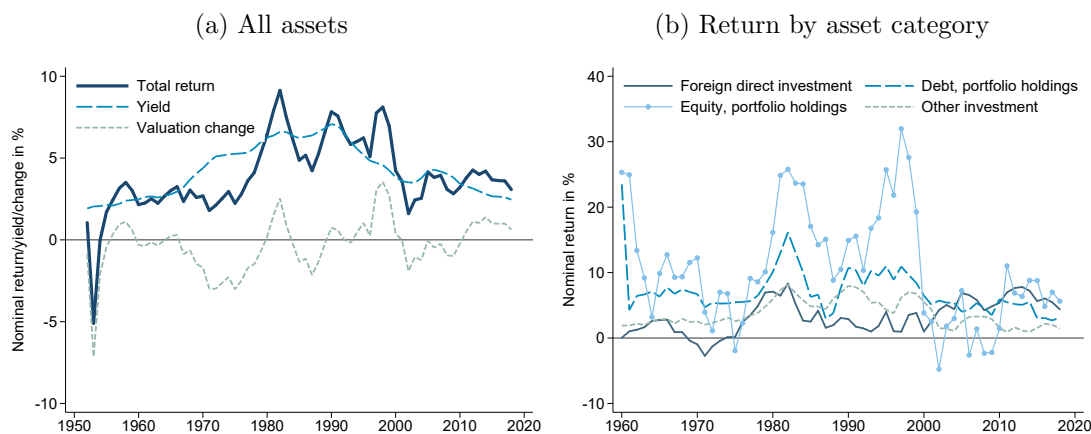 (a) All assets
Nominal return/yield/change in %
10
5
0
-5
-10
Total return
Yield
Valuation change
1950 1960 1970 1980 1990 2000 2010 2020
(b) Return by asset category
Nominal return in %
40
30
20
10
0
-10
Foreign direct investment
Debt, portfolio holdings
Equity, portfolio holdings
Other investment
1960 1970 1980 1990 2000 2010 2020